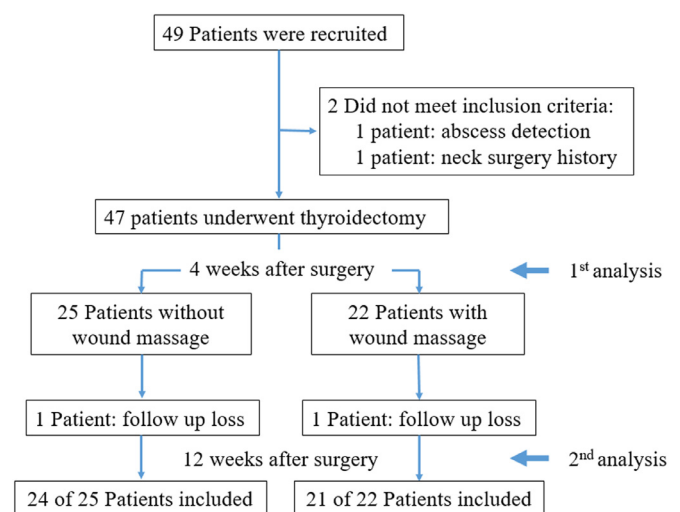 49 Patients were recruited
2 Did not meet inclusion criteria:
1 patient: abscess detection
1 patient: neck surgery history
47 patients underwent thyroidectomy
4 weeks after surgery
1st analysis
25 Patients without
wound massage
22 Patients with
wound massage
1 Patient: follow up loss
1 Patient: follow up loss
12 weeks after surgery
2nd analysis
24 of 25 Patients included
21 of 22 Patients included